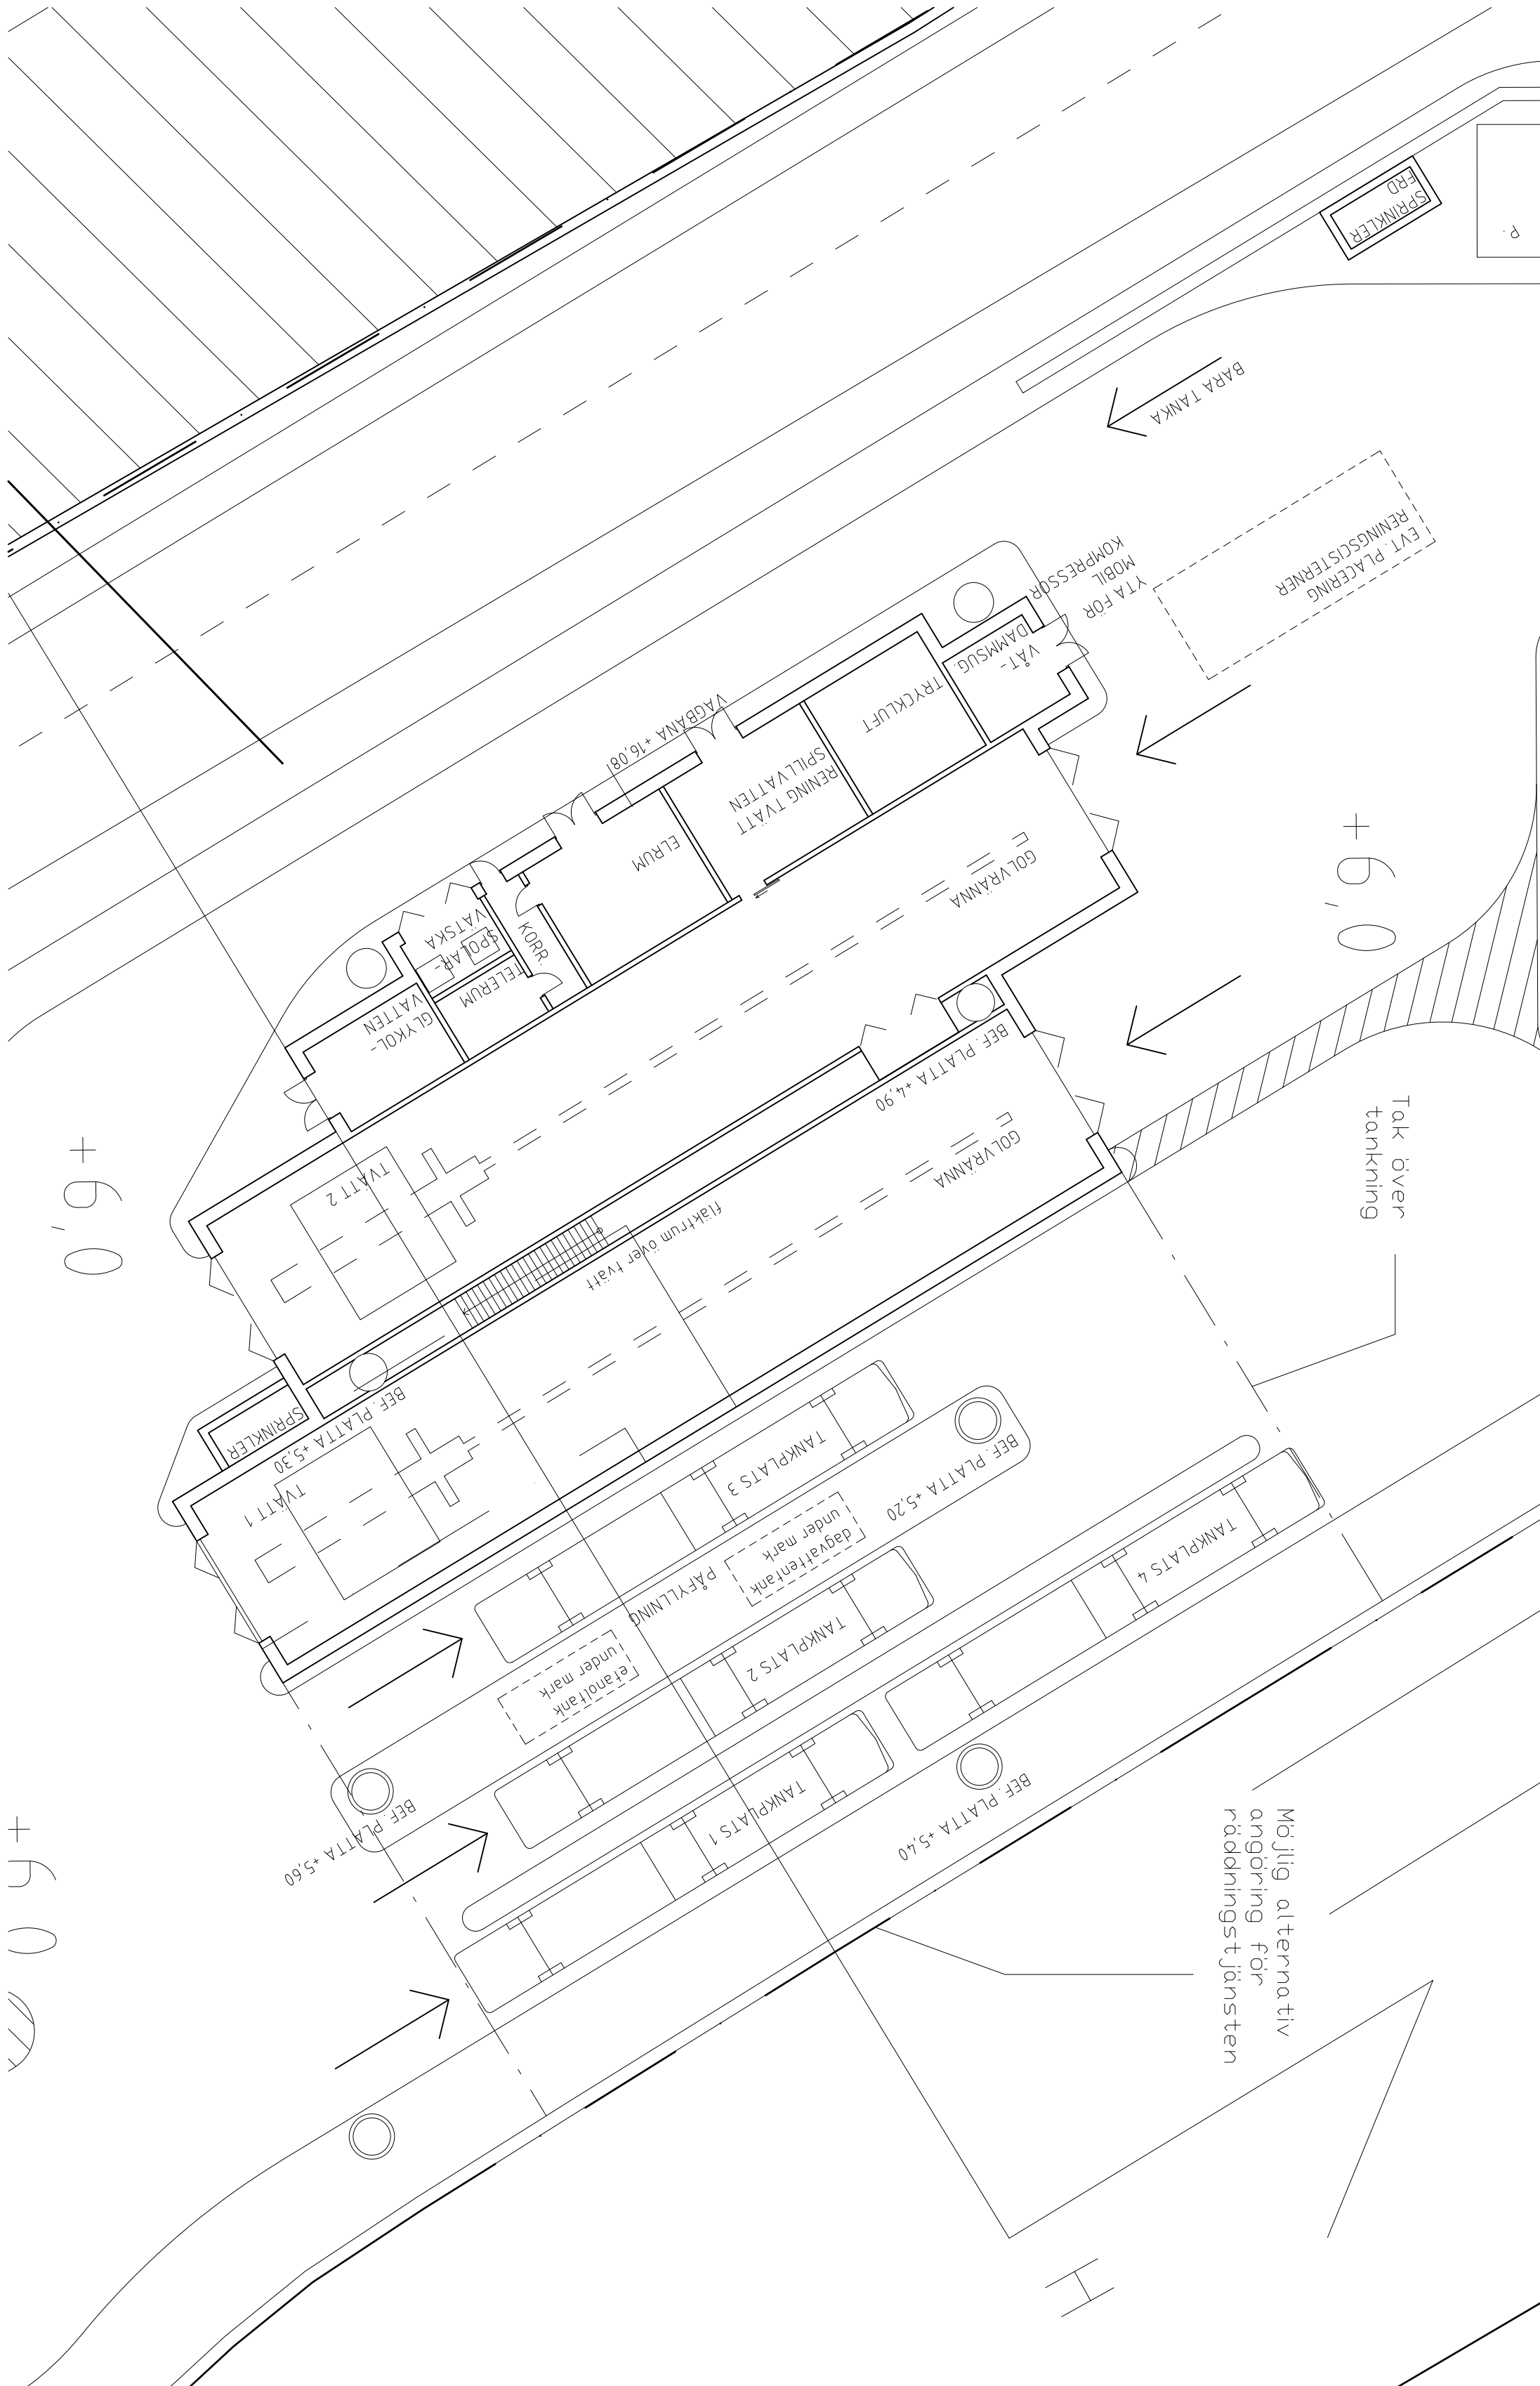 SPRINKLER
FRD
P.
BARA TANKA
EVT. PLACERING
RENINGSCISTERNER
YTA FÖR
MOBIL
KOMPRESSOR
VÅT-
DAMMSUG.
TRYCKLUFT
VÄGBANA +16,08
RENING TVÄTT
SPILLVATTEN
ELRUM
GOLVRÄNNA
KORR.
SPOLAR-
VÄTSKA
TELERUM
GLYKOL-
VATTEN
+6,0
BEF. PLATTA +4,90
GOLVRÄNNA
Tak över
tankning
+6,0
TVÄTT 2
fläktrum över tvätt
SPRINKLER
BEF. PLATTA +5,30
TVÄTT 1
TANKPLATS 3
BEF. PLATTA +5,20
dagvattentank
under mark
PÅFYLLNING
etanoltank
under mark
TANKPLATS 4
TANKPLATS 2
TANKPLATS 1
BEF. PLATTA +5,60
BEF. PLATTA +5,40
Möjlig alternativ
angöring för
räddningstjänsten
H